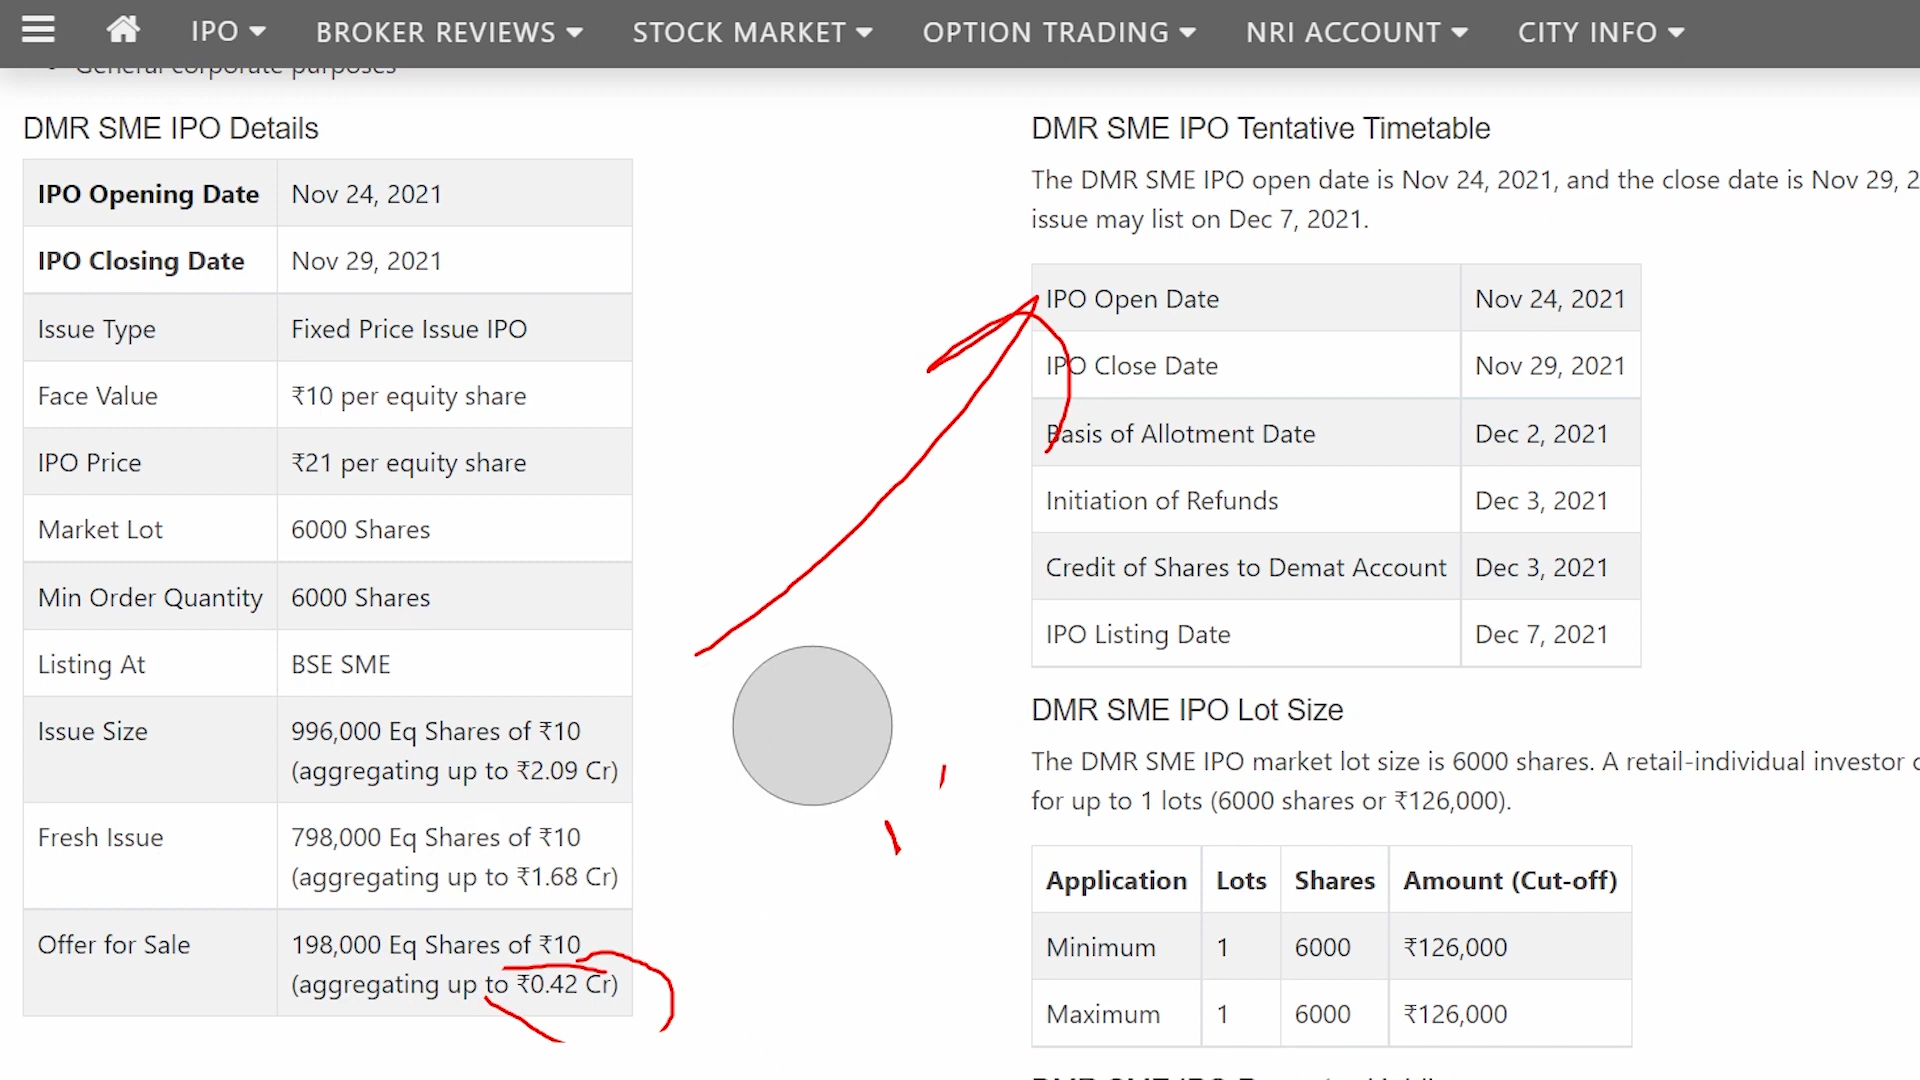 IPO BROKER REVIEWS STOCK MARKET OPTION TRADING NRI ACCOUNT CITY INFO
General corporate purposes
DMR SME IPO Details
IPO Opening Date Nov 24, 2021
IPO Closing Date Nov 29, 2021
Issue Type Fixed Price Issue IPO
Face Value ₹10 per equity share
IPO Price ₹21 per equity share
Market Lot 6000 Shares
Min Order Quantity 6000 Shares
Listing At BSE SME
Issue Size 996,000 Eq Shares of ₹10
(aggregating up to ₹2.09 Cr)
Fresh Issue 798,000 Eq Shares of ₹10
(aggregating up to ₹1.68 Cr)
Offer for Sale 198,000 Eq Shares of ₹10
(aggregating up to ₹0.42 Cr)
DMR SME IPO Tentative Timetable
The DMR SME IPO open date is Nov 24, 2021, and the close date is Nov 29, 2
issue may list on Dec 7, 2021.
IPO Open Date Nov 24, 2021
IPO Close Date Nov 29, 2021
Basis of Allotment Date Dec 2, 2021
Initiation of Refunds Dec 3, 2021
Credit of Shares to Demat Account Dec 3, 2021
IPO Listing Date Dec 7, 2021
DMR SME IPO Lot Size
The DMR SME IPO market lot size is 6000 shares. A retail-individual investor
for up to 1 lots (6000 shares or ₹126,000).
Application Lots Shares Amount (Cut-off)
Minimum 1 6000 ₹126,000
Maximum 1 6000 ₹126,000